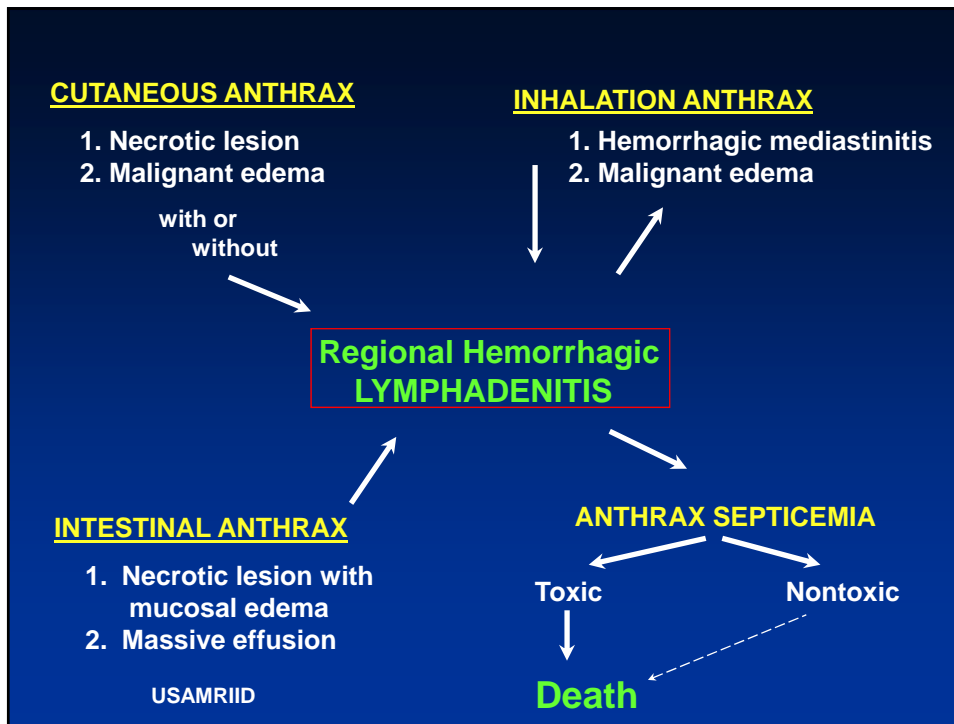 CUTANEOUS ANTHRAX
1. Necrotic lesion
2. Malignant edema
with or
without
INHALATION ANTHRAX
1. Hemorrhagic mediastinitis
2. Malignant edema
Regional Hemorrhagic
LYMPHADENITIS
INTESTINAL ANTHRAX
1. Necrotic lesion with
mucosal edema
2. Massive effusion
ANTHRAX SEPTICEMIA
Toxic
Nontoxic
Death
USAMRIID